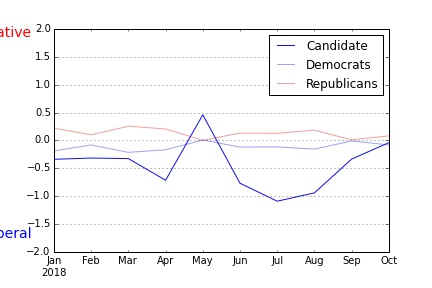 ative
2.0
1.5
1.0
0.5
0.0
−0.5
−1.0
−1.5
−2.0
beral
Candidate
Democrats
Republicans
Jan Feb Mar Apr May Jun Jul Aug Sep Oct
2018